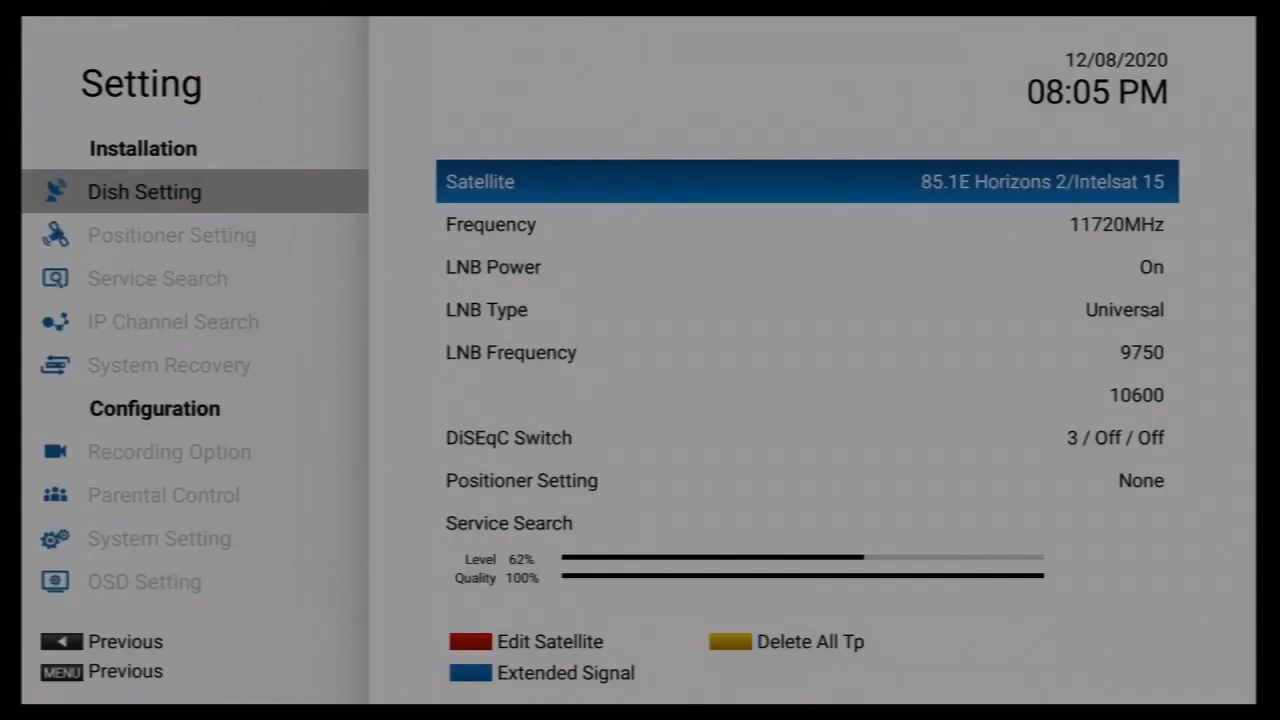 Setting
12/08/2020
08:05 PM
Installation
Dish Setting
Positioner Setting
Service Search
IP Channel Search
System Recovery
Configuration
Recording Option
Parental Control
System Setting
OSD Setting
Previous
MENU Previous
Satellite 85.1E Horizons 2/Intelsat 15
Frequency 11720MHz
LNB Power On
LNB Type Universal
LNB Frequency 9750
10600
DiSEqC Switch 3 / Off / Off
Positioner Setting None
Service Search
Level 62%
Quality 100%
Edit Satellite Delete All Tp
Extended Signal